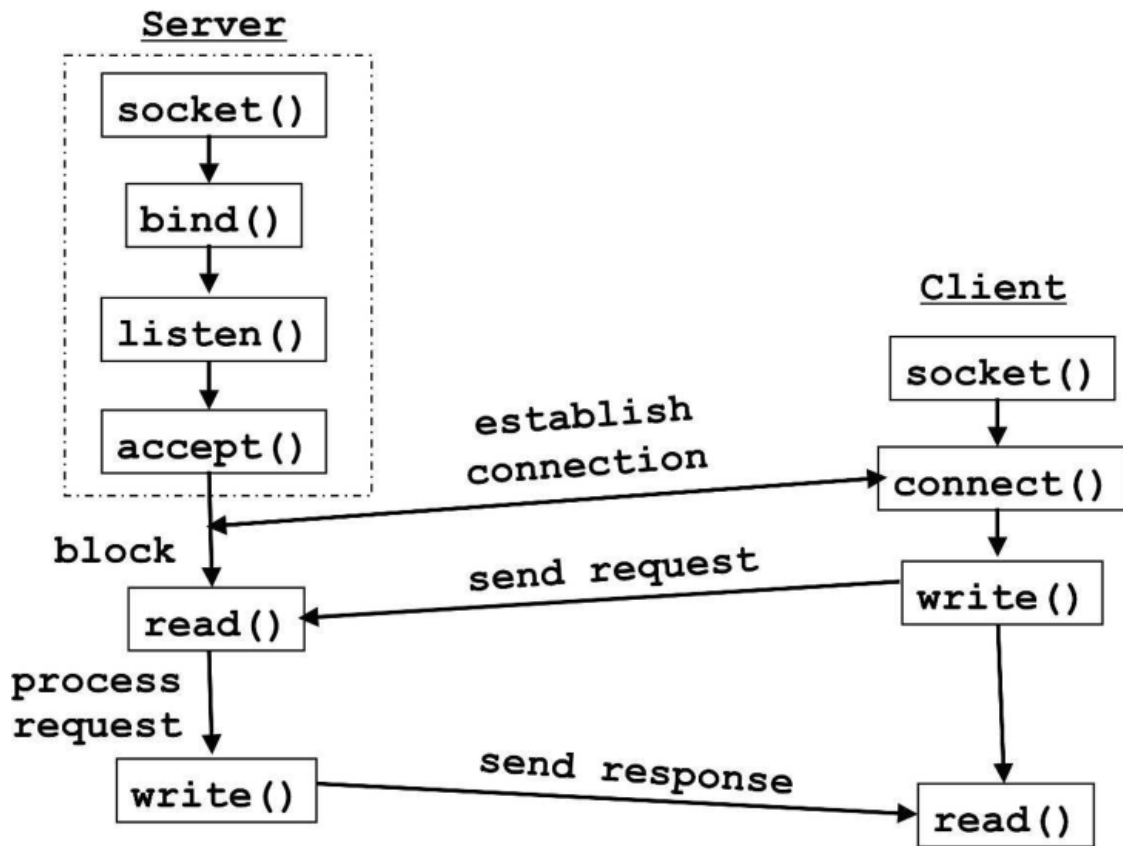 Server
socket()
bind()
listen()
accept()
block
read()
process
request
write()
establish
connection
send request
send response
Client
socket()
connect()
write()
read()